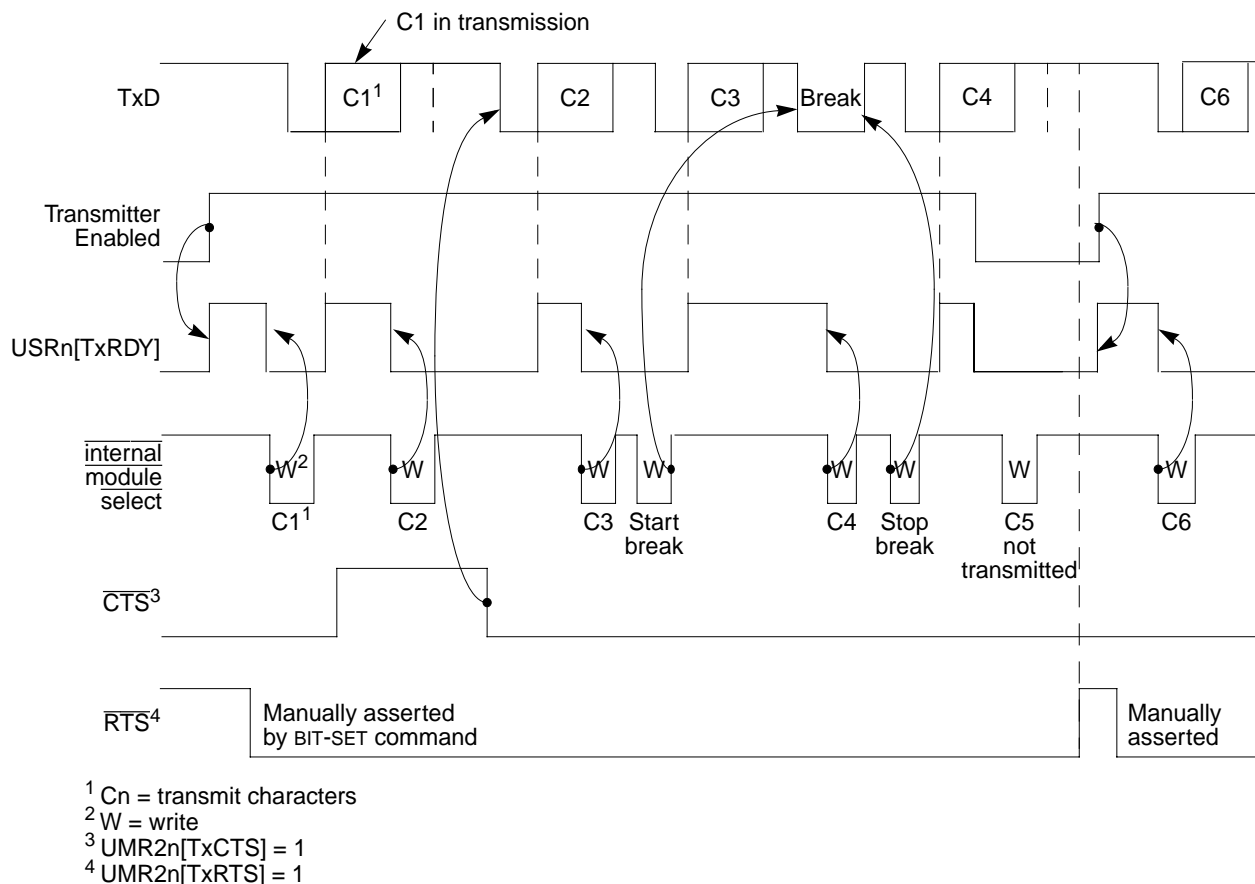 C1 in transmission
TxD
C1¹
C2
C3
Break
C4
C6
Transmitter
Enabled
USRn[TxRDY]
internal
module
select
W²
W
W
W
W
W
W
W
C1¹
C2
C3
Start
break
C4
Stop
break
C5
not
transmitted
C6
CTS³
RTS⁴
Manually asserted
by BIT-SET command
Manually
asserted
¹ Cn = transmit characters
² W = write
³ UMR2n[TxCTS] = 1
⁴ UMR2n[TxRTS] = 1